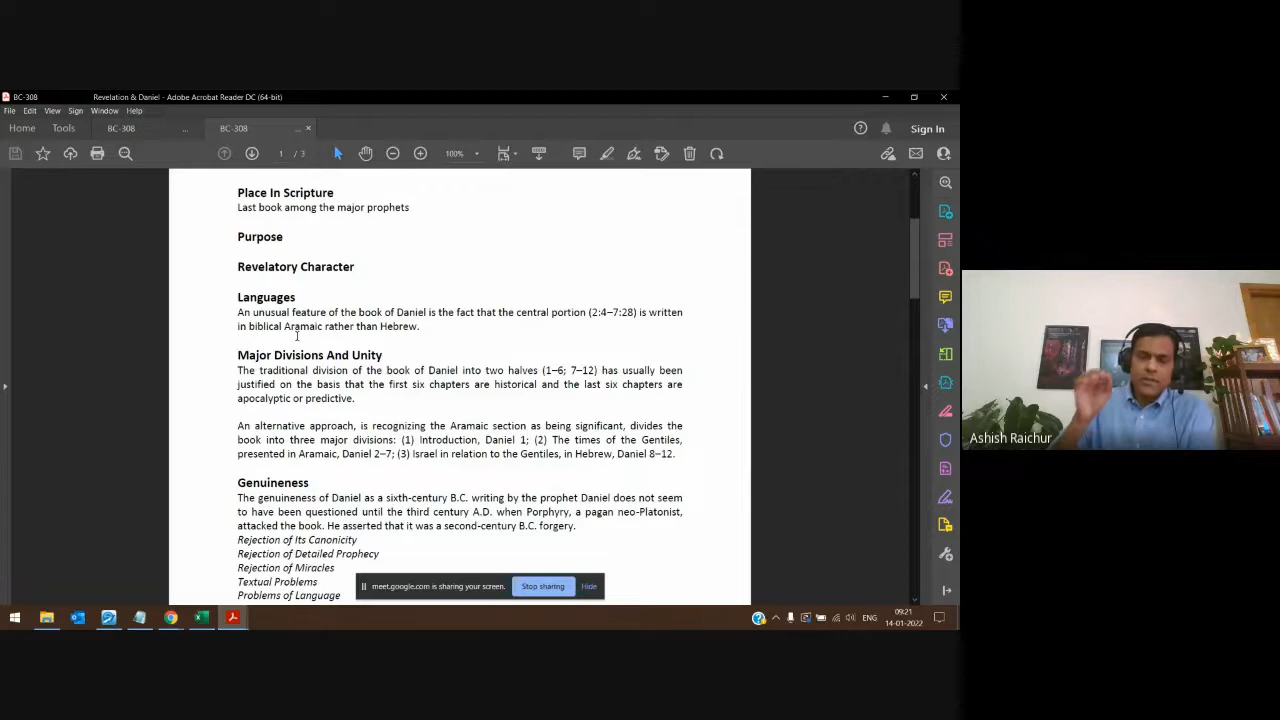 BC-308 Revelation & Daniel - Adobe Acrobat Reader DC (64-bit)
File Edit View Sign Window Help
Home Tools BC-308 ... BC-308 ... × Sign In
1 / 3 100%
Place In Scripture
Last book among the major prophets
Purpose
Revelatory Character
Languages
An unusual feature of the book of Daniel is the fact that the central portion (2:4–7:28) is written
in biblical Aramaic rather than Hebrew.
Major Divisions And Unity
The traditional division of the book of Daniel into two halves (1–6; 7–12) has usually been
justified on the basis that the first six chapters are historical and the last six chapters are
apocalyptic or predictive.
An alternative approach, is recognizing the Aramaic section as being significant, divides the
book into three major divisions: (1) Introduction, Daniel 1; (2) The times of the Gentiles,
presented in Aramaic, Daniel 2–7; (3) Israel in relation to the Gentiles, in Hebrew, Daniel 8–12.
Genuineness
The genuineness of Daniel as a sixth-century B.C. writing by the prophet Daniel does not seem
to have been questioned until the third century A.D. when Porphyry, a pagan neo-Platonist,
attacked the book. He asserted that it was a second-century B.C. forgery.
Rejection of Its Canonicity
Rejection of Detailed Prophecy
Rejection of Miracles
Textual Problems
Problems of Language
meet.google.com is sharing your screen. Stop sharing Hide
ENG
09:21
14-01-2022
Ashish Raichur